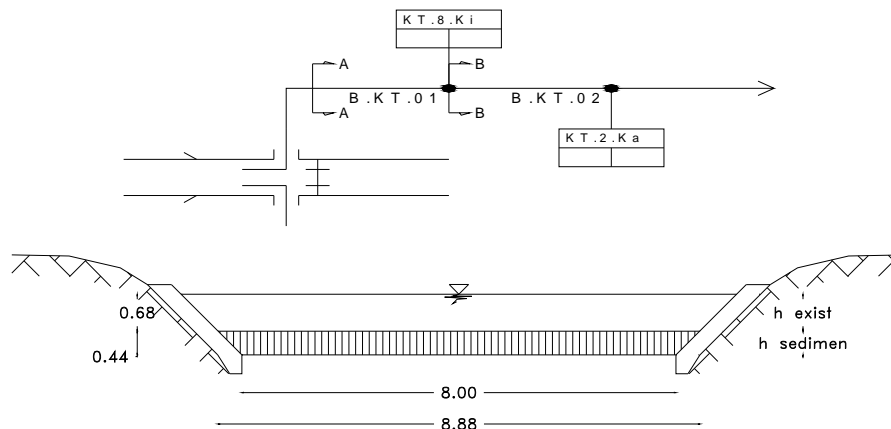 KT.8.Ki
A B
B.KT.01 B.KT.02
A B
KT.2.Ka
0.68 h exist
0.44 h sedimen
8.00
8.88